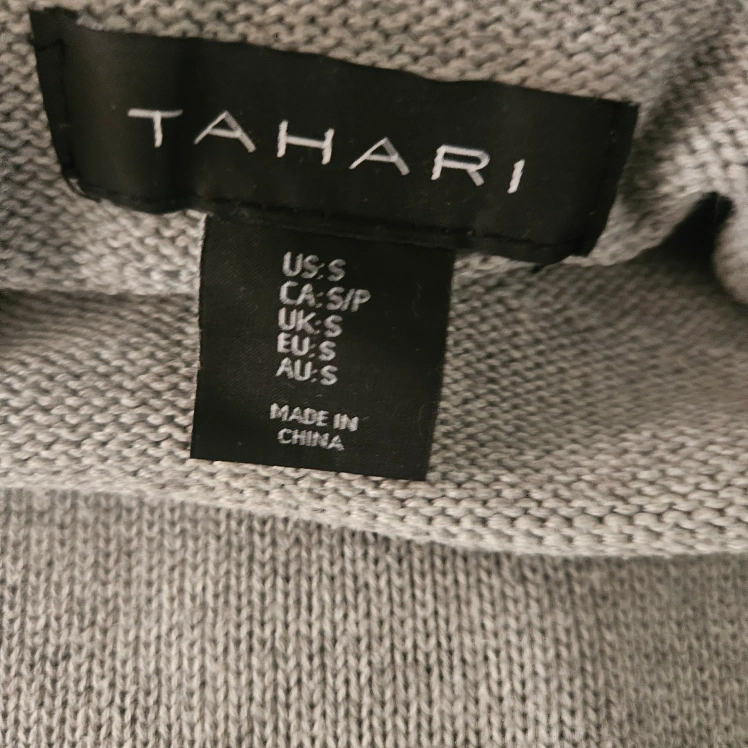 TAHARI
US:S
CA:S/P
UK:S
EU:S
AU:S
MADE IN
CHINA